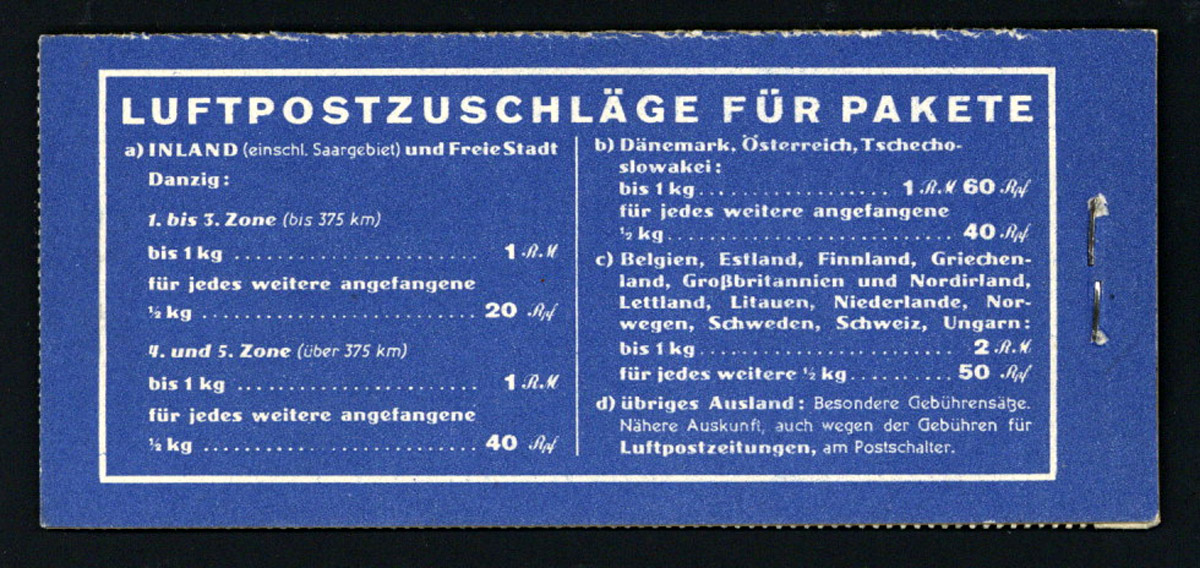 LUFTPOSTZUSCHLÄGE FÜR PAKETE
a) INLAND (einschl. Saargebiet) und Freie Stadt
Danzig:
1. bis 3. Zone (bis 375 km)
bis 1 kg .................... 1 RM
für jedes weitere angefangene
½ kg ........................ 20 Rpf
4. und 5. Zone (über 375 km)
bis 1 kg .................... 1 RM
für jedes weitere angefangene
½ kg ........................ 40 Rpf
b) Dänemark, Österreich, Tschecho-
slowakei:
bis 1 kg ................. 1 RM 60 Rpf
für jedes weitere angefangene
½ kg ......................... 40 Rpf
c) Belgien, Estland, Finnland, Griechen-
land, Großbritannien und Nordirland,
Lettland, Litauen, Niederlande, Nor-
wegen, Schweden, Schweiz, Ungarn:
bis 1 kg ....................... 2 RM
für jedes weitere ½ kg .......... 50 Rpf
d) übriges Ausland: Besondere Gebührensätze.
Nähere Auskunft, auch wegen der Gebühren für
Luftpostzeitungen, am Postschalter.